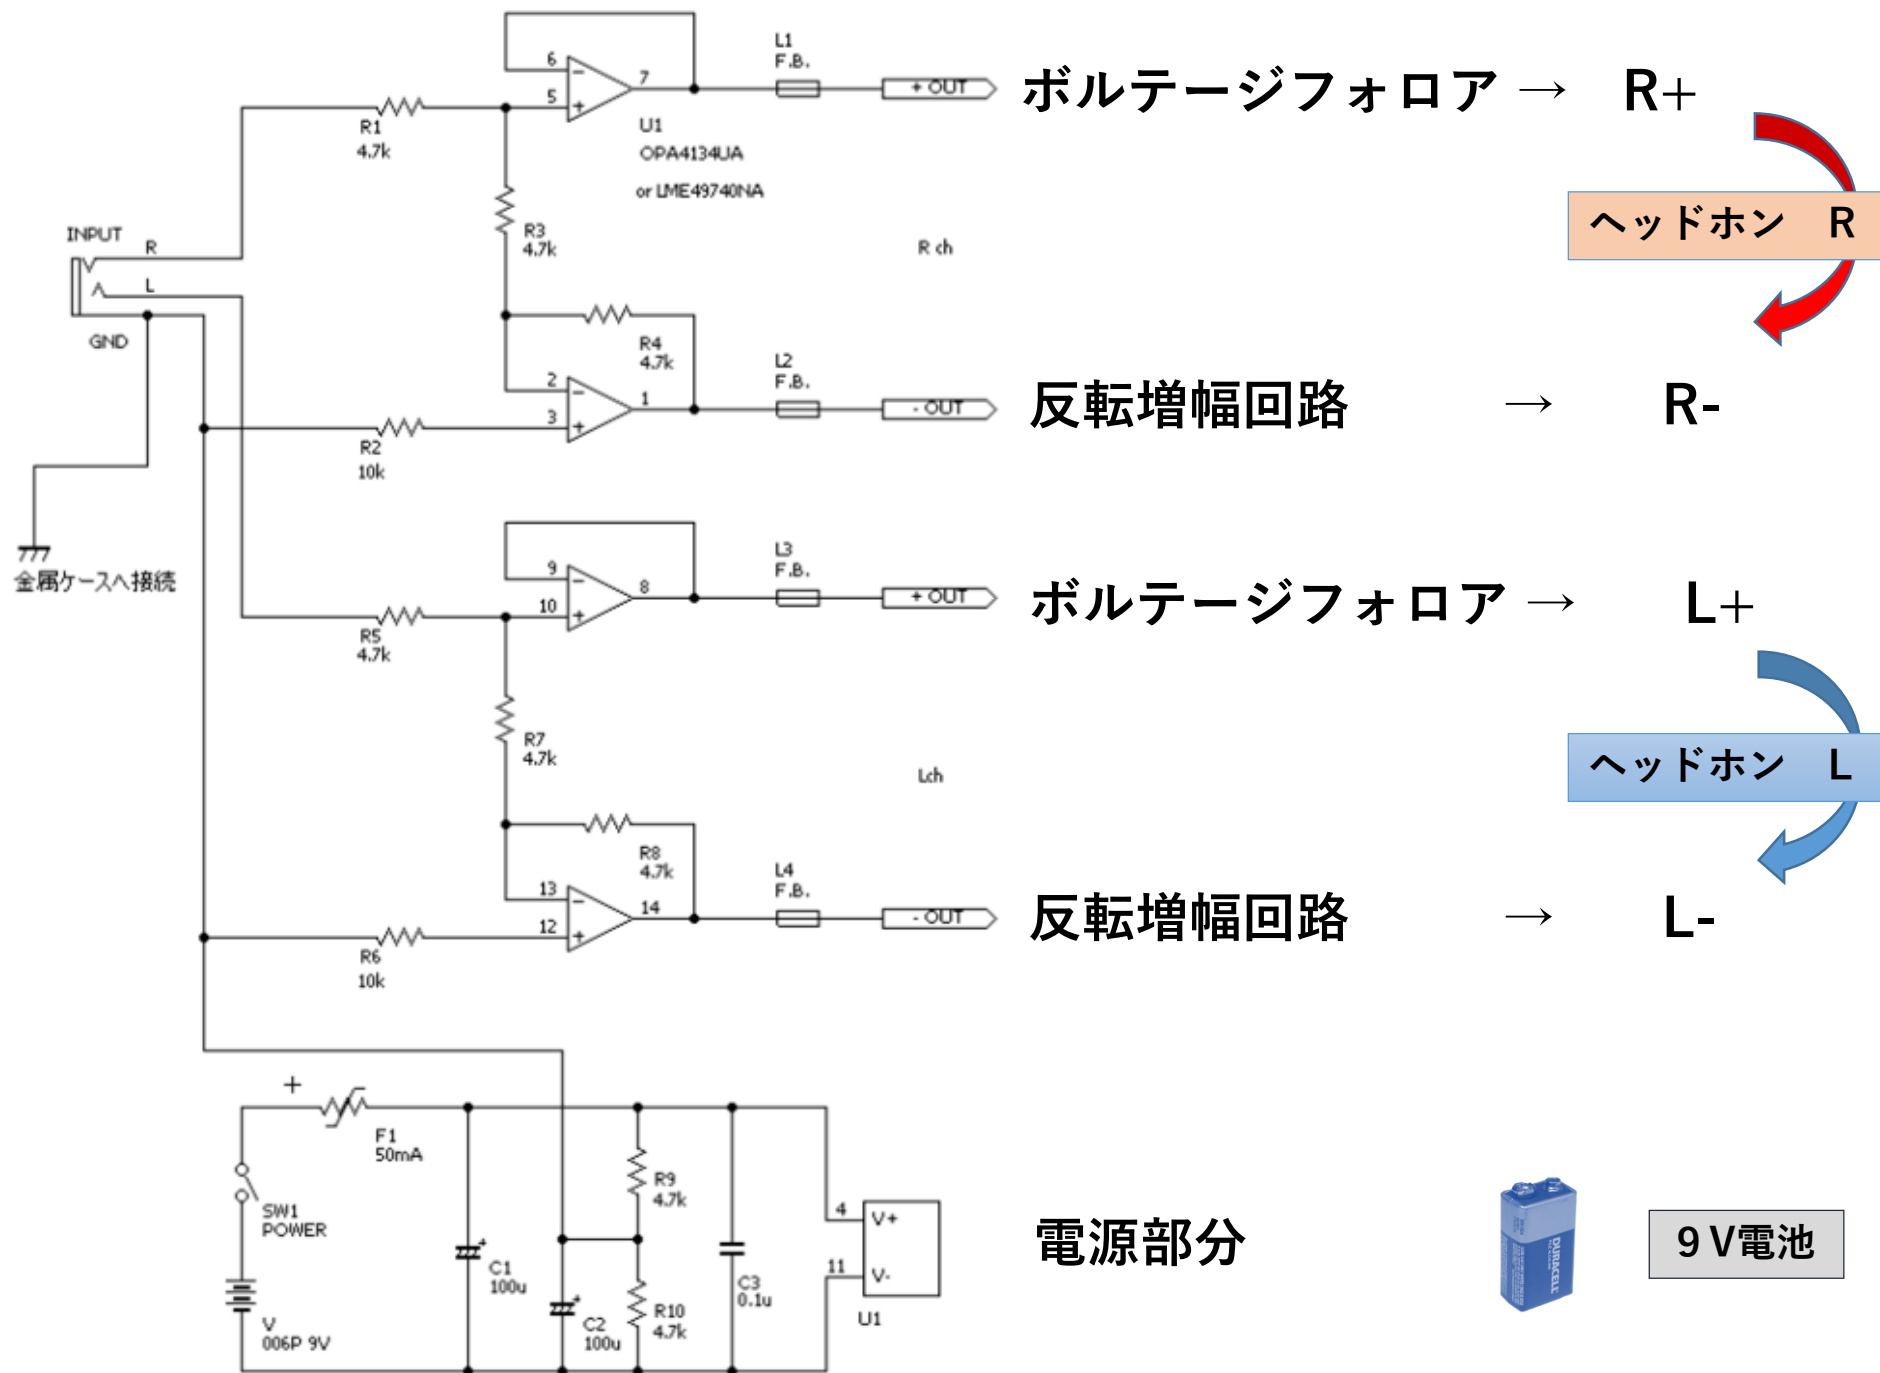 L1
F.B.
6
7
5
+ OUT
ボルテージフォロア → R+
R1
4.7k
U1
OPA4134UA
or LME49740NA
ヘッドホン R
R3
4.7k
R ch
INPUT
R
L
GND
R4
4.7k
L2
F.B.
2
1
3
- OUT
反転増幅回路 → R-
R2
10k
金属ケースへ接続
L3
F.B.
9
8
10
+ OUT
ボルテージフォロア → L+
R5
4.7k
R7
4.7k
Lch
ヘッドホン L
R8
4.7k
L4
F.B.
13
14
12
- OUT
反転増幅回路 → L-
R6
10k
+
F1
50mA
SW1
POWER
R9
4.7k
4
V+
11
V-
U1
C1
100u
C3
0.1u
C2
100u
R10
4.7k
V
006P 9V
電源部分
DURACELL
９V電池